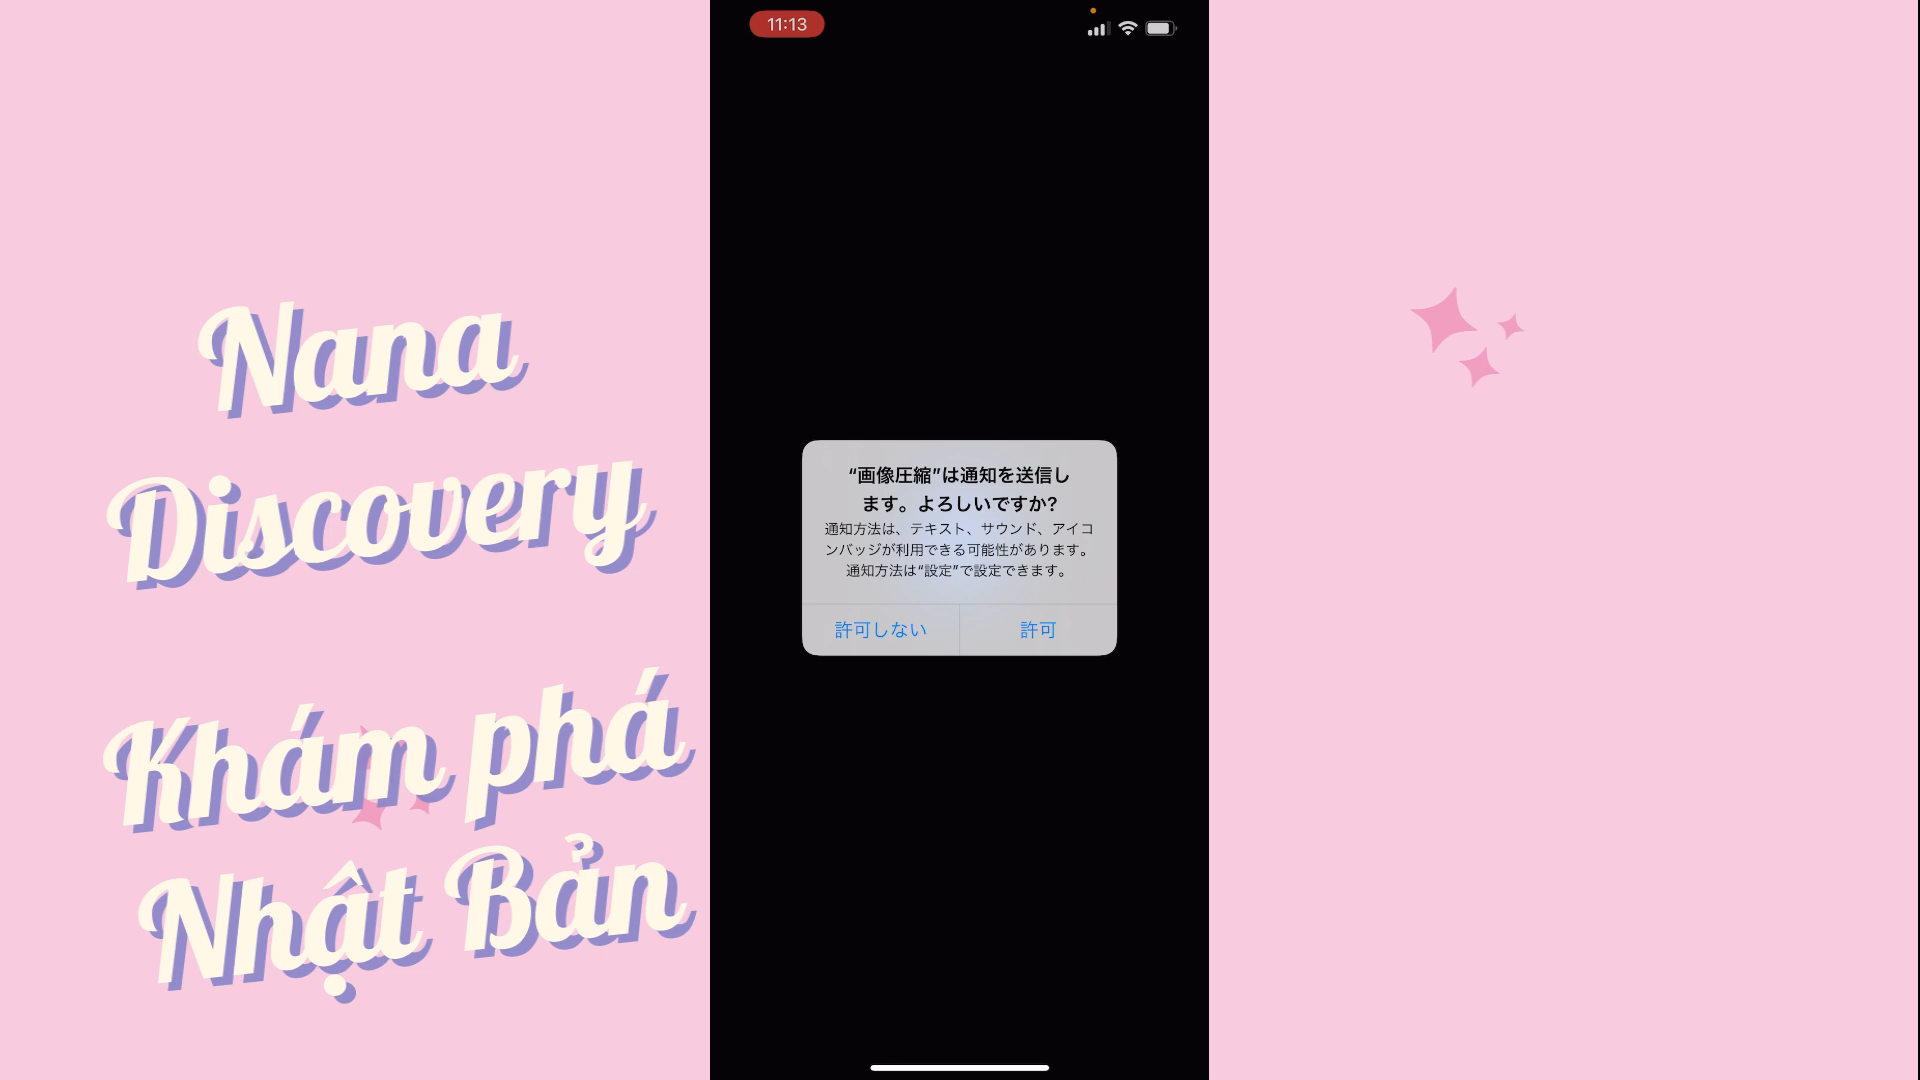 Nana
Discovery
Khám phá
Nhật Bản
11:13
“画像圧縮”は通知を送信し
ます。よろしいですか?
通知方法は、テキスト、サウンド、アイコ
ンバッジが利用できる可能性があります。
通知方法は“設定”で設定できます。
許可しない
許可